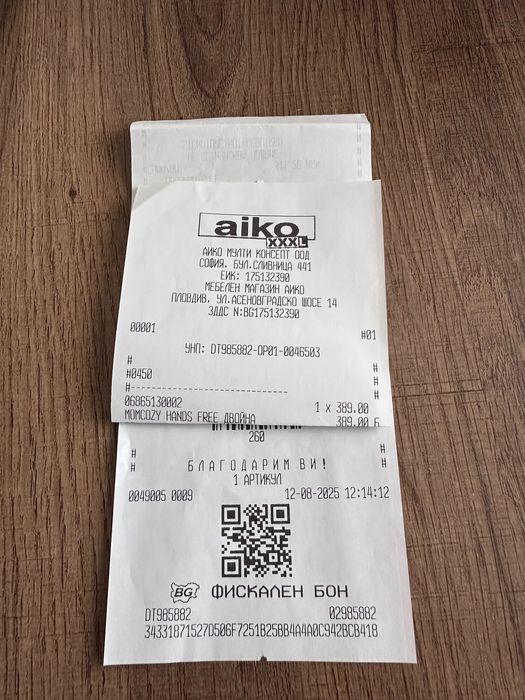 aiko
XXXL
АИКО МУЛТИ КОНСЕПТ ООД
СОФИЯ, БУЛ.СЛИВНИЦА 441
ЕИК: 175132390
МЕБЕЛЕН МАГАЗИН АИКО
ПЛОВДИВ, УЛ.АСЕНОВГРАДСКО ШОСЕ 14
ЗДДС N:BG175132390
00001 #01
УНП: DT985882-OP01-0046503
# #
#0450 #
#---------------------------- #
06865130002 1 x 389.00
MOMCOZY HANDS FREE ДВОЙНА 389.00 Б
260
# #
# БЛАГОДАРИМ ВИ! #
1 АРТИКУЛ
0049005 0009 12-08-2025 12:14:12
BG ФИСКАЛЕН БОН
DT985882 02985882
34331871527D506F7251B25BB4A4A0C942BCB418